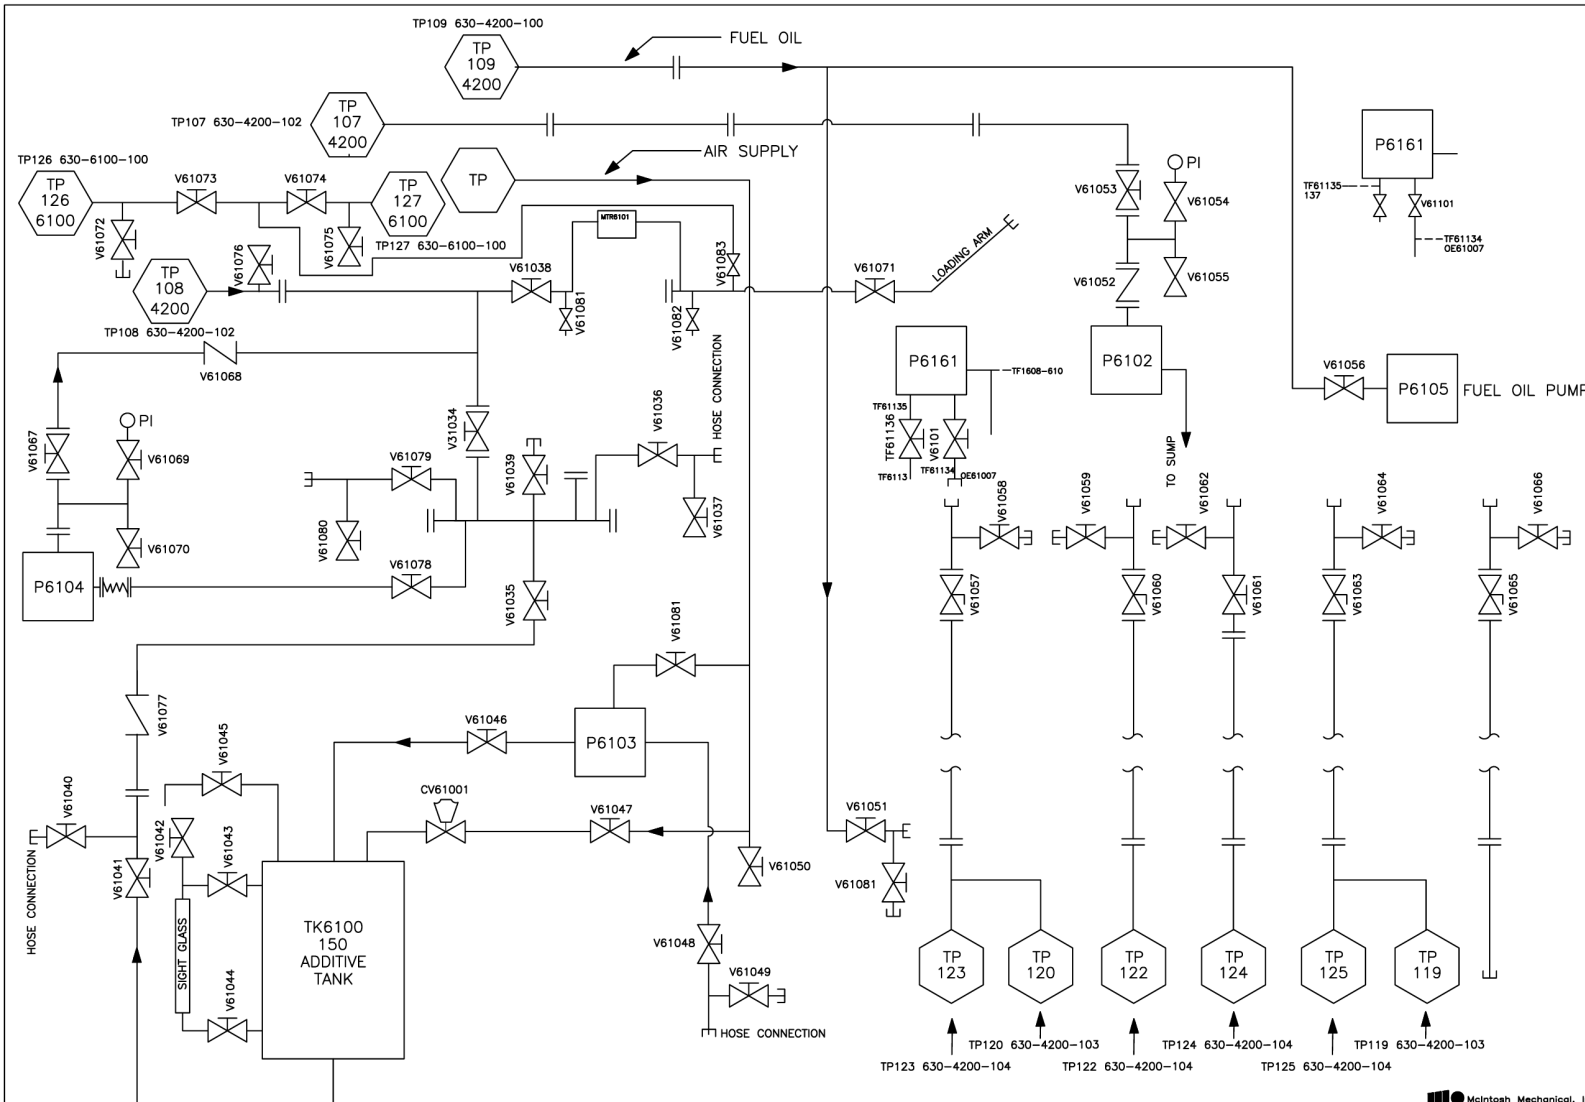 TP109 630-4200-100
FUEL OIL
TP
109
4200
TP107 630-4200-102
TP
107
4200
AIR SUPPLY
P6161
PI
TP126 630-6100-100
V61073
V61074
TP
126
6100
TP
127
6100
TP
V61053
V61054
TF61135
137
V61101
V61072
V61075
MTR6101
TP127 630-6100-100
TF61134
OE61007
V61076
V61038
V61083
V61071
LOADING ARM
V61052
V61055
TP
108
4200
V61081
V61082
TP108 630-4200-102
V61068
P6161
TF1608-610
P6102
V61056
P6105
FUEL OIL PUMP
HOSE CONNECTION
V61036
TF61135
TF61136
V6101
TF6113
TF61134
OE61007
TO SUMP
PI
V61067
V61069
V31034
V61079
V61039
V61037
V61080
V61070
P6104
V61078
V61035
V61058
V61059
V61062
V61064
V61066
V61057
V61060
V61061
V61063
V61065
V61081
V61077
V61045
V61046
P6103
V61040
CV61001
V61047
V61051
V61042
V61043
V61041
HOSE CONNECTION
V61050
V61081
SIGHT GLASS
TK6100
150
ADDITIVE
TANK
V61048
V61044
V61049
HOSE CONNECTION
TP
123
TP
120
TP
122
TP
124
TP
125
TP
119
TP120 630-4200-103
TP124 630-4200-104
TP119 630-4200-103
TP123 630-4200-104
TP122 630-4200-104
TP125 630-4200-104
McIntosh Mechanical, I